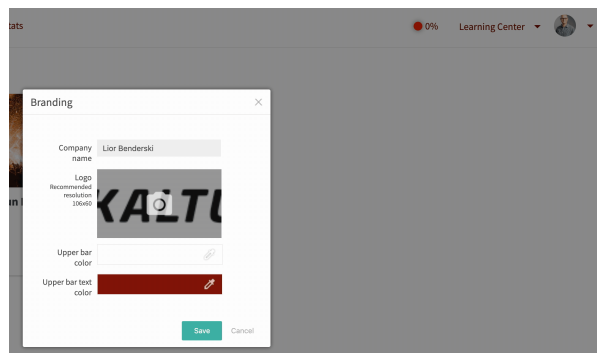 tats
0%
Learning Center
Branding
Company
name
Lior Benderski
Logo
Recommended
resolution
106x60
KALTU
Upper bar
color
Upper bar text
color
Save
Cancel